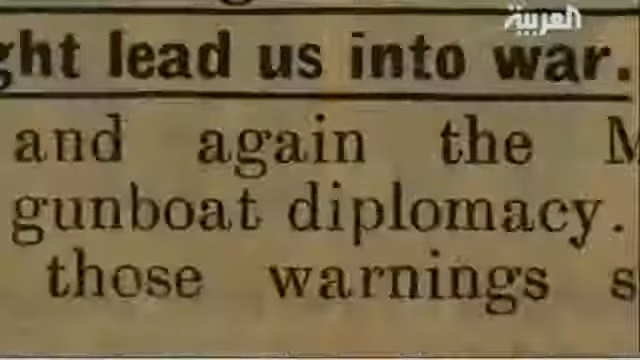 العربية
ght lead us into war.
and again the M
gunboat diplomacy.
those warnings s